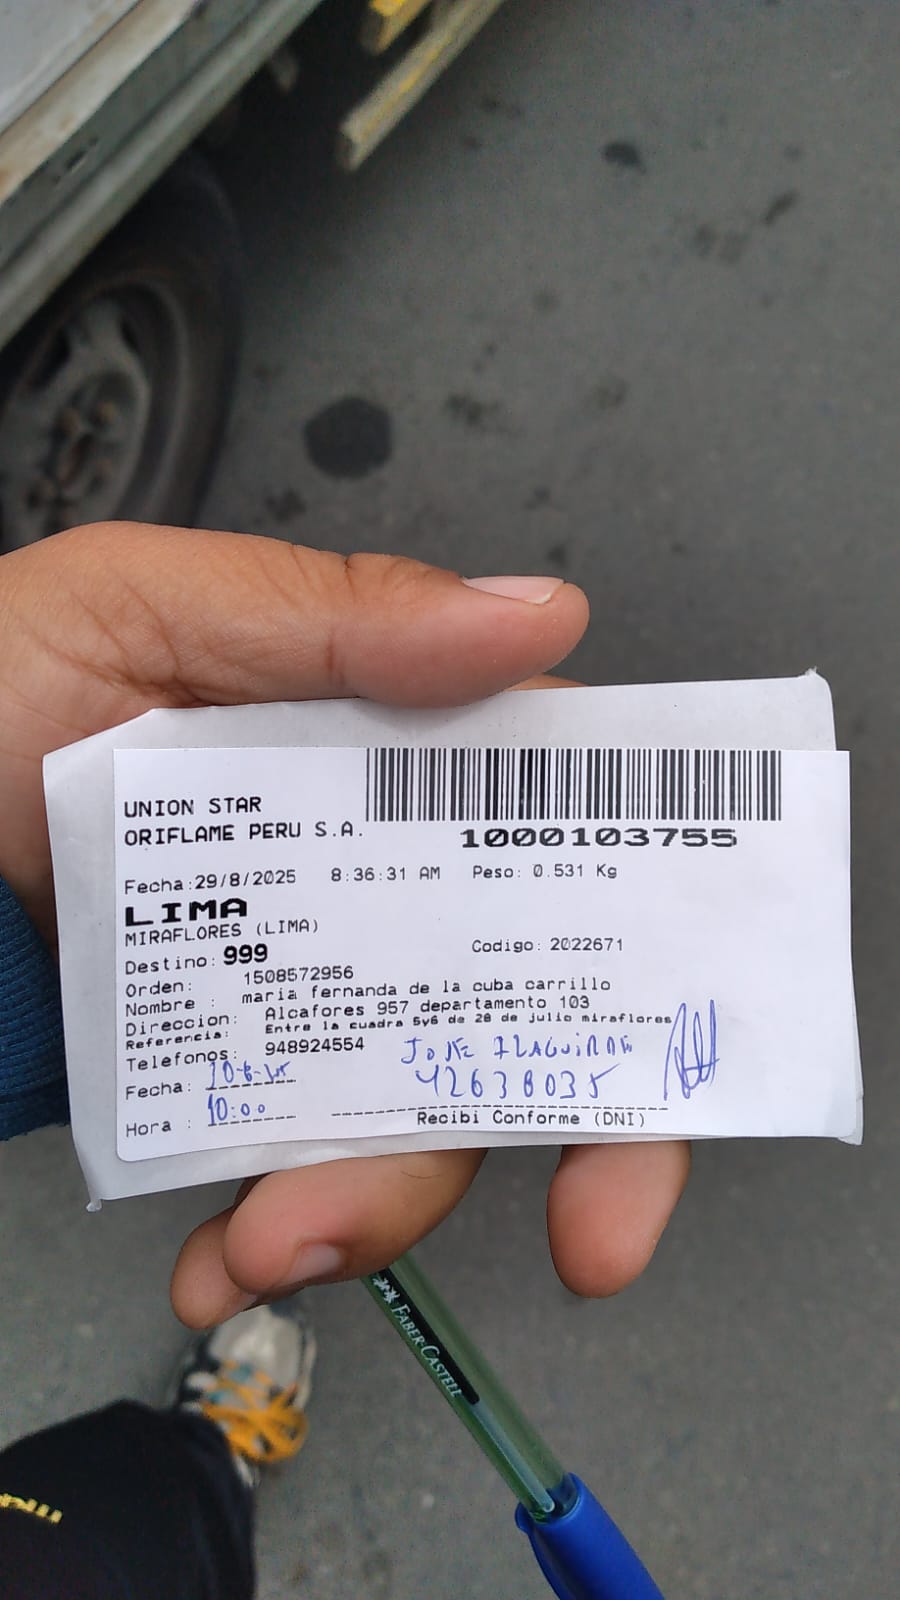 UNION STAR
ORIFLAME PERU S.A.
1000103755
Fecha:29/8/2025 8:36:31 AM Peso: 0.531 Kg
LIMA
MIRAFLORES (LIMA)
Destino: 999 Codigo: 2022671
Orden: 1508572956
Nombre : maria fernanda de la cuba carrillo
Direccion: Alcafores 957 departamento 103
Referencia: Entre la cuadra 5y6 de 28 de julio miraflores
Telefonos: 948924554
JOSE IZAGUIRRE
Fecha:
42638035
Hora : 10:00
Recibi Conforme (DNI)
FABER-CASTELL